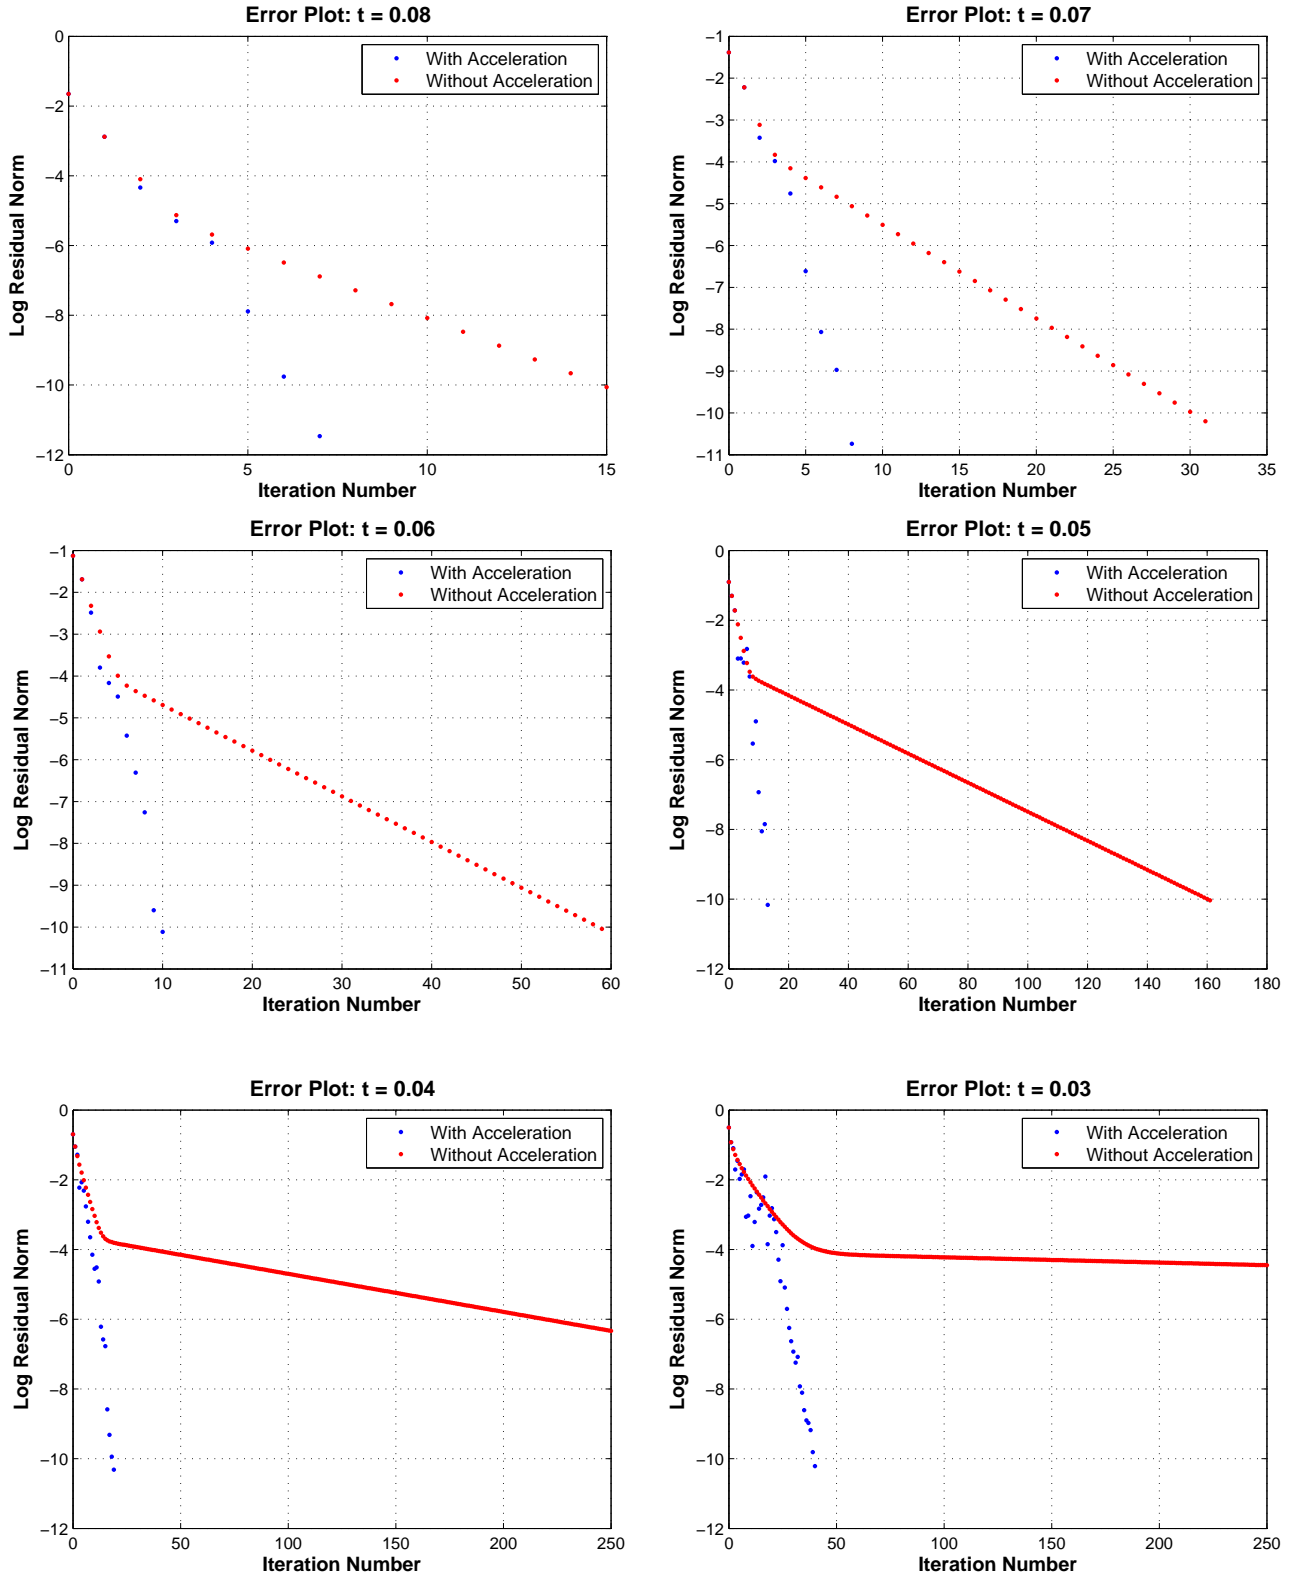 Error Plot: t = 0.08
With Acceleration
Without Acceleration
Log Residual Norm
0
−2
−4
−6
−8
−10
−12
0 5 10 15
Iteration Number
Error Plot: t = 0.07
With Acceleration
Without Acceleration
Log Residual Norm
−1
−2
−3
−4
−5
−6
−7
−8
−9
−10
−11
0 5 10 15 20 25 30 35
Iteration Number
Error Plot: t = 0.06
With Acceleration
Without Acceleration
Log Residual Norm
−1
−2
−3
−4
−5
−6
−7
−8
−9
−10
−11
0 10 20 30 40 50 60
Iteration Number
Error Plot: t = 0.05
With Acceleration
Without Acceleration
Log Residual Norm
0
−2
−4
−6
−8
−10
−12
0 20 40 60 80 100 120 140 160 180
Iteration Number
Error Plot: t = 0.04
With Acceleration
Without Acceleration
Log Residual Norm
0
−2
−4
−6
−8
−10
−12
0 50 100 150 200 250
Iteration Number
Error Plot: t = 0.03
With Acceleration
Without Acceleration
Log Residual Norm
0
−2
−4
−6
−8
−10
−12
0 50 100 150 200 250
Iteration Number